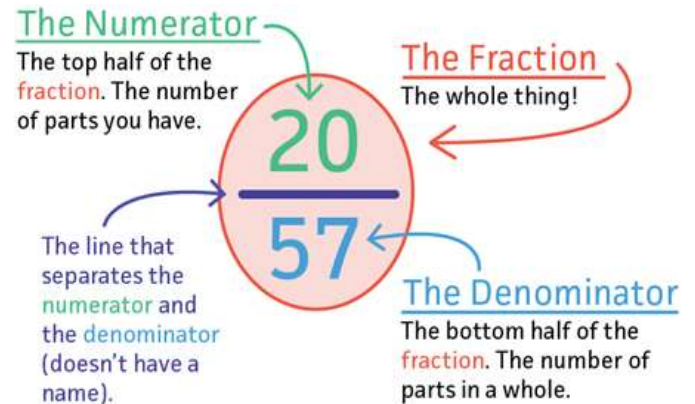 The Numerator
The top half of the
fraction. The number
of parts you have.
The Fraction
The whole thing!
20
57
The line that
separates the
numerator and
the denominator
(doesn't have a
name).
The Denominator
The bottom half of the
fraction. The number of
parts in a whole.